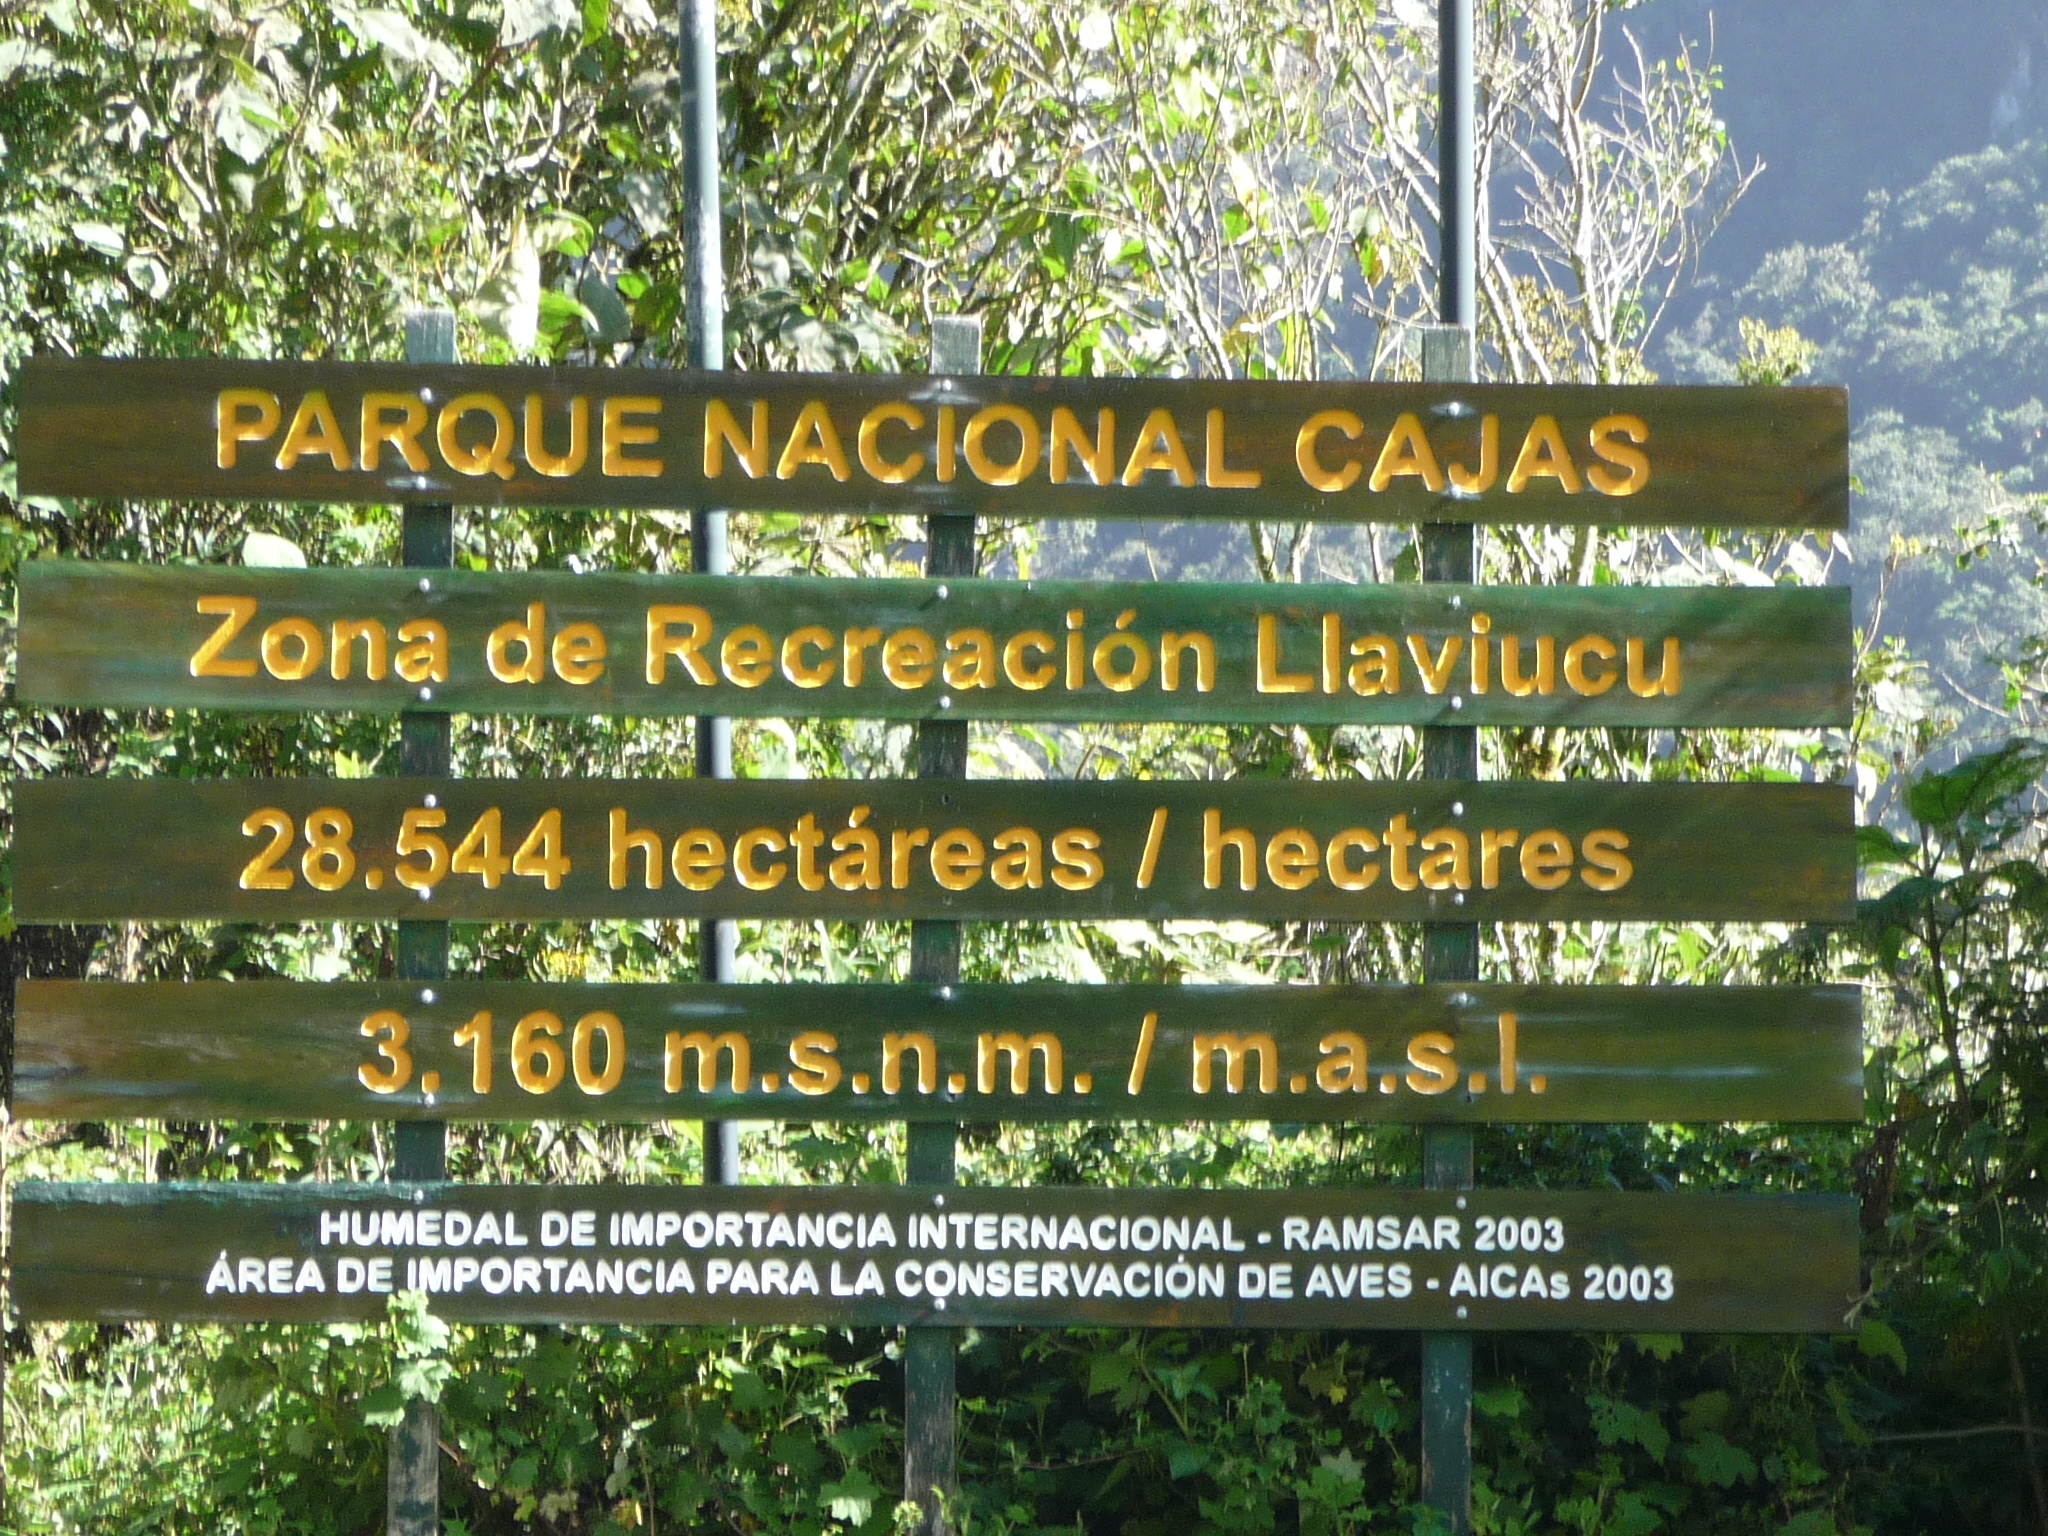 PARQUE NACIONAL CAJAS
Zona de Recreación Llaviucu
28.544 hectáreas / hectares
3.160 m.s.n.m. / m.a.s.l.
HUMEDAL DE IMPORTANCIA INTERNACIONAL - RAMSAR 2003
ÁREA DE IMPORTANCIA PARA LA CONSERVACIÓN DE AVES - AICAs 2003